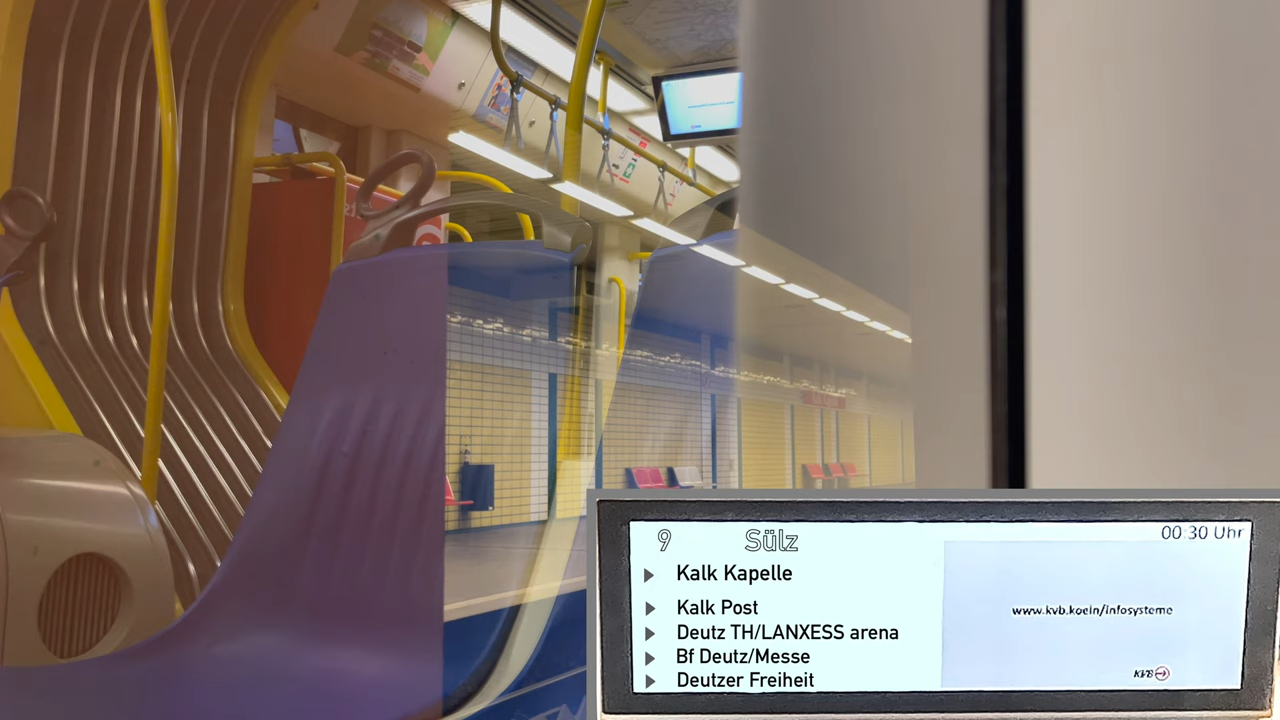 9 Sülz 00:30 Uhr
Kalk Kapelle
Kalk Post
Deutz TH/LANXESS arena
Bf Deutz/Messe
Deutzer Freiheit
www.kvb.koeln/infosysteme
KVB